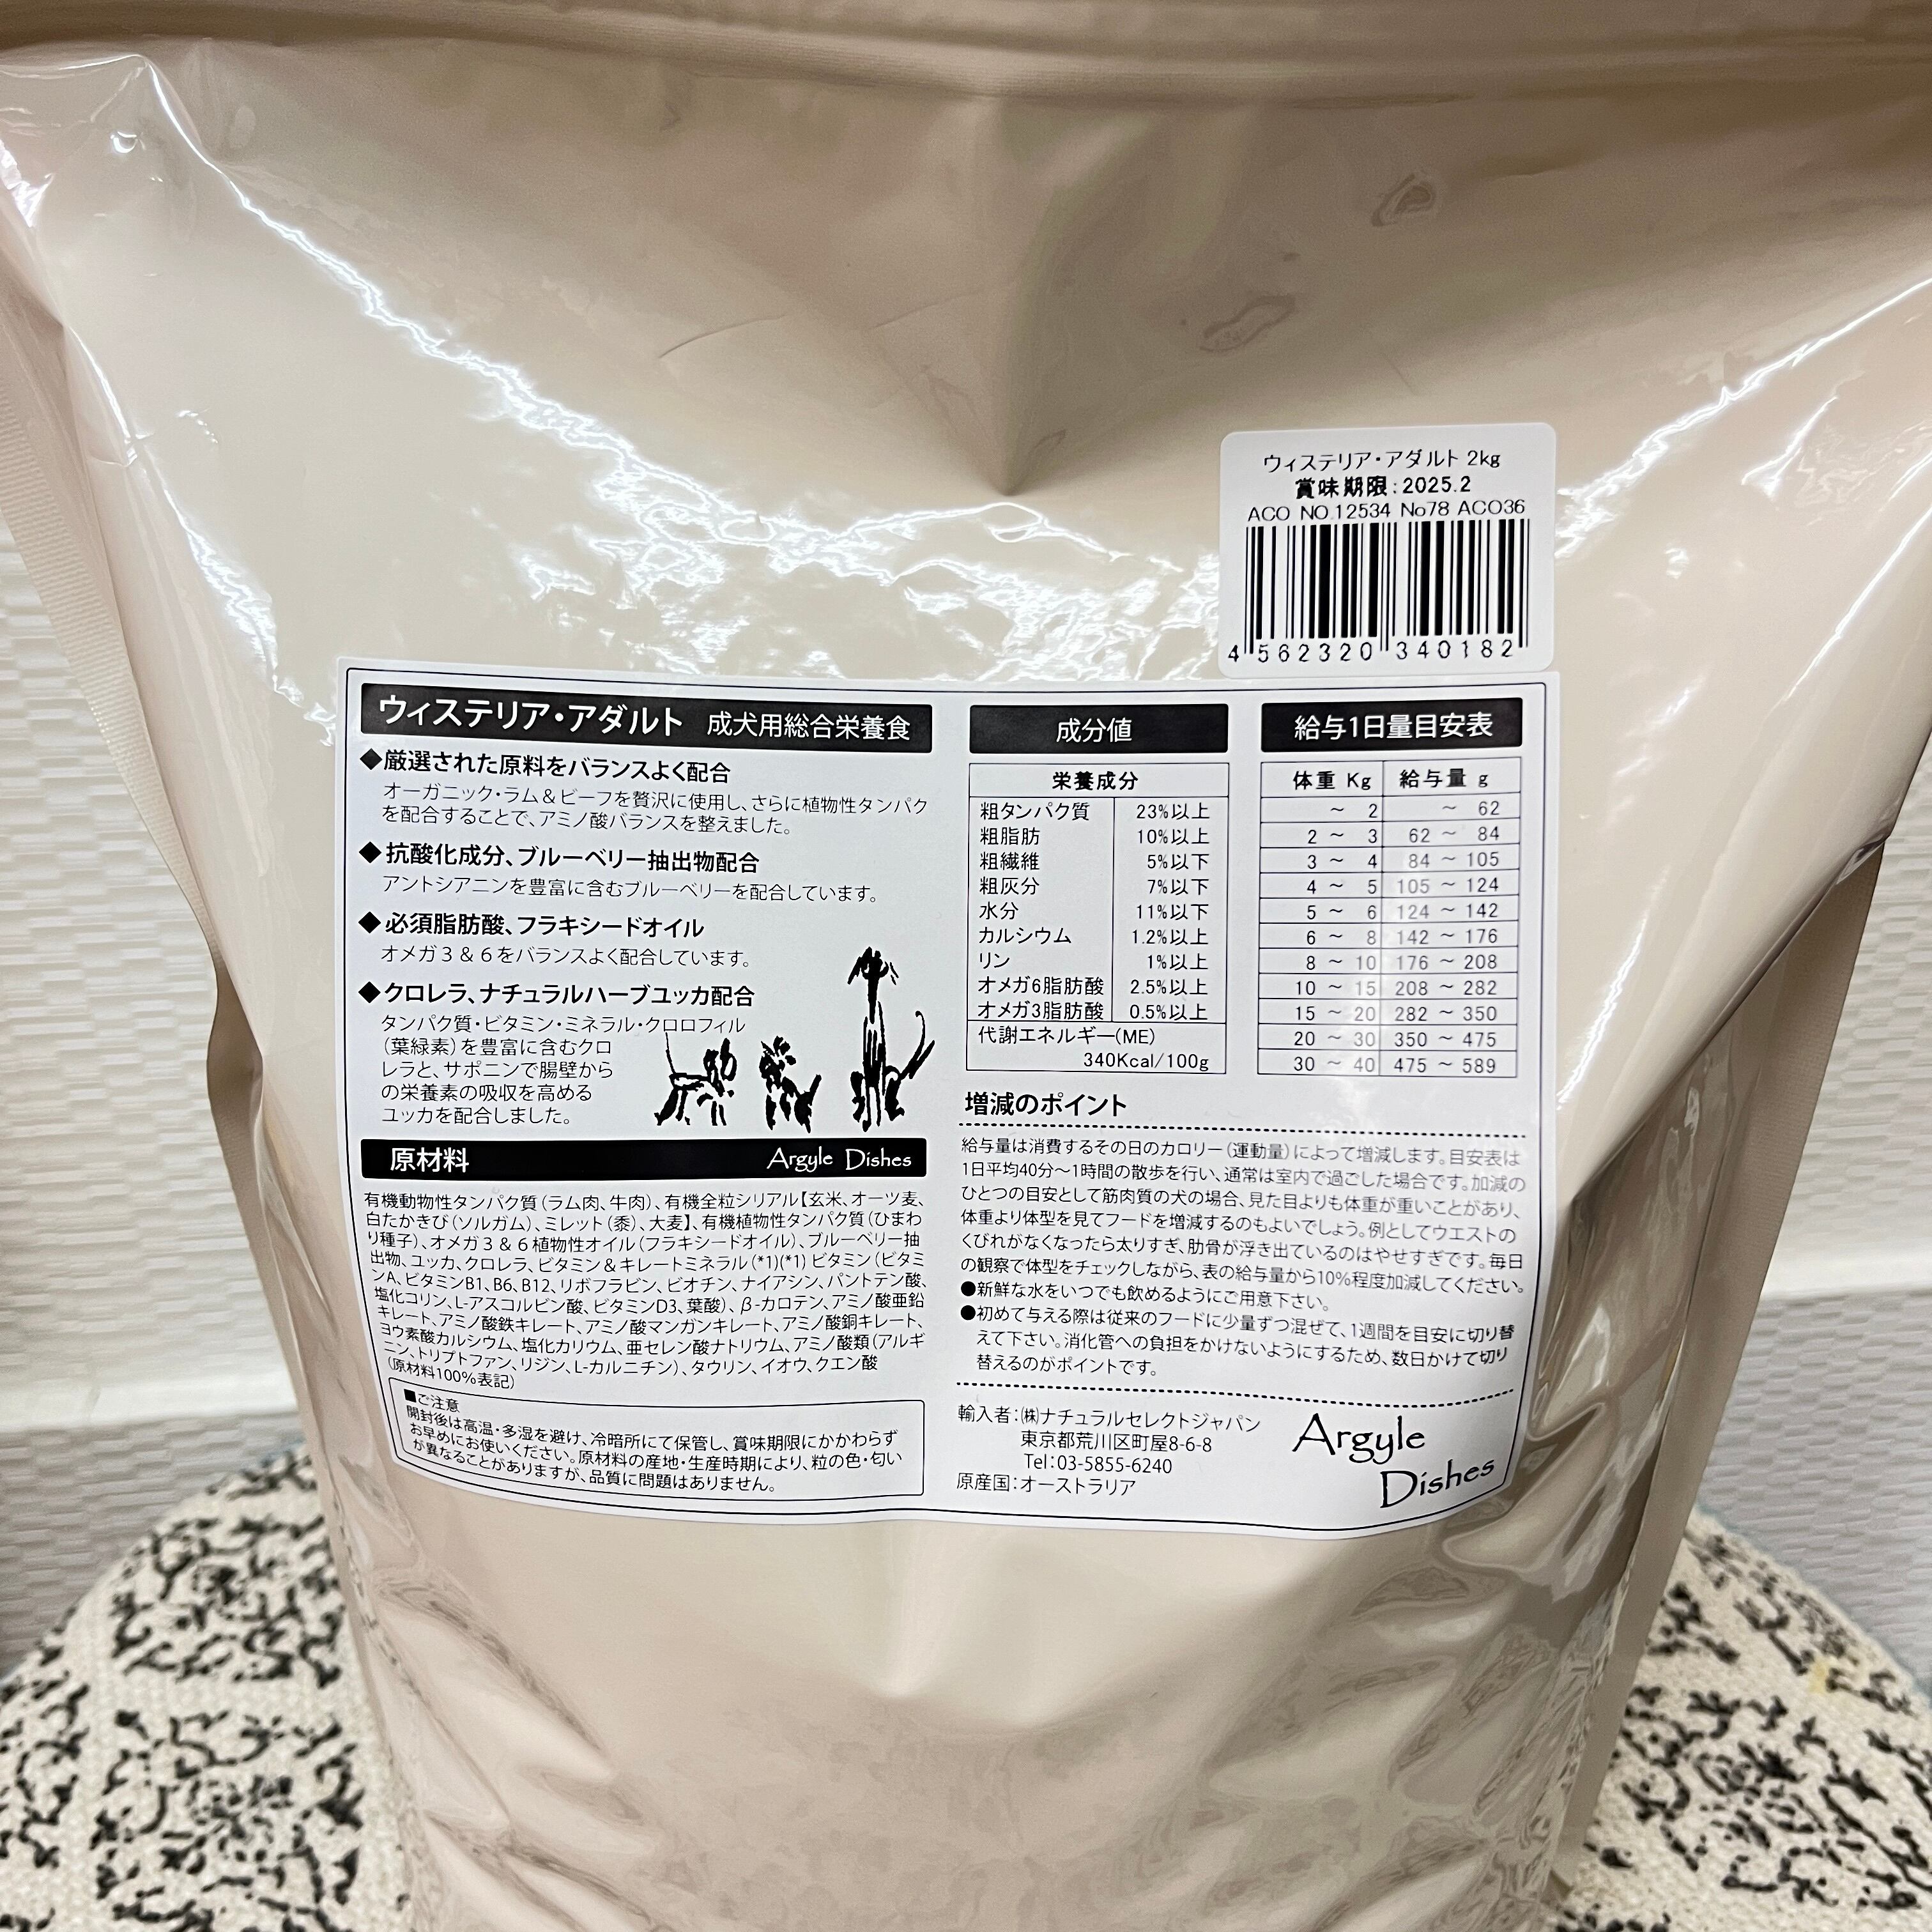 ウィステリア・アダルト 2kg
賞味期限:2025.2
ACO NO.12534 No78 ACO36
4 562320 340182
ウィステリア・アダルト 成犬用総合栄養食
◆厳選された原料をバランスよく配合
オーガニック・ラム＆ビーフを贅沢に使用し、さらに植物性タンパク
を配合することで、アミノ酸バランスを整えました。
◆抗酸化成分、ブルーベリー抽出物配合
アントシアニンを豊富に含むブルーベリーを配合しています。
◆必須脂肪酸、フラキシードオイル
オメガ３＆６をバランスよく配合しています。
◆クロレラ、ナチュラルハーブユッカ配合
タンパク質・ビタミン・ミネラル・クロロフィル
（葉緑素）を豊富に含むクロ
レラと、サポニンで腸壁から
の栄養素の吸収を高める
ユッカを配合しました。
原材料 Argyle Dishes
有機動物性タンパク質（ラム肉、牛肉）、有機全粒シリアル【玄米、オーツ麦、
白たかきび（ソルガム）、ミレット（黍）、大麦】、有機植物性タンパク質（ひまわ
り種子）、オメガ３＆６植物性オイル（フラキシードオイル）、ブルーベリー抽
出物、ユッカ、クロレラ、ビタミン＆キレートミネラル（*1)(*1) ビタミン（ビタミ
ンA、ビタミンB1、B6、B12、リボフラビン、ビオチン、ナイアシン、パントテン酸、
塩化コリン、L-アスコルビン酸、ビタミンD3、葉酸）、β-カロテン、アミノ酸亜鉛
キレート、アミノ酸鉄キレート、アミノ酸マンガンキレート、アミノ酸銅キレート、
ヨウ素酸カルシウム、塩化カリウム、亜セレン酸ナトリウム、アミノ酸類（アルギ
ニン、トリプトファン、リジン、L-カルニチン）、タウリン、イオウ、クエン酸
（原材料100％表記）
■ご注意
開封後は高温・多湿を避け、冷暗所にて保管し、賞味期限にかかわらず
お早めにお使いください。原材料の産地・生産時期により、粒の色・匂い
が異なることがありますが、品質に問題はありません。
成分値
栄養成分
粗タンパク質 23%以上
粗脂肪 10%以上
粗繊維 5%以下
粗灰分 7%以下
水分 11%以下
カルシウム 1.2%以上
リン 1%以上
オメガ6脂肪酸 2.5%以上
オメガ3脂肪酸 0.5%以上
代謝エネルギー(ME)
340Kcal/100g
給与1日量目安表
体重 Kg 給与量 g
～ 2 ～ 62
2 ～ 3 62 ～ 84
3 ～ 4 84 ～ 105
4 ～ 5 105 ～ 124
5 ～ 6 124 ～ 142
6 ～ 8 142 ～ 176
8 ～ 10 176 ～ 208
10 ～ 15 208 ～ 282
15 ～ 20 282 ～ 350
20 ～ 30 350 ～ 475
30 ～ 40 475 ～ 589
増減のポイント
給与量は消費するその日のカロリー（運動量）によって増減します。目安表は
1日平均40分～1時間の散歩を行い、通常は室内で過ごした場合です。加減の
ひとつの目安として筋肉質の犬の場合、見た目よりも体重が重いことがあり、
体重より体型を見てフードを増減するのもよいでしょう。例としてウエストの
くびれがなくなったら太りすぎ、肋骨が浮き出ているのはやせすぎです。毎日
の観察で体型をチェックしながら、表の給与量から10％程度加減してください。
●新鮮な水をいつでも飲めるようにご用意下さい。
●初めて与える際は従来のフードに少量ずつ混ぜて、1週間を目安に切り替
えて下さい。消化管への負担をかけないようにするため、数日かけて切り
替えるのがポイントです。
輸入者：㈱ナチュラルセレクトジャパン
東京都荒川区町屋8-6-8
Tel：03-5855-6240
原産国：オーストラリア
Argyle
Dishes